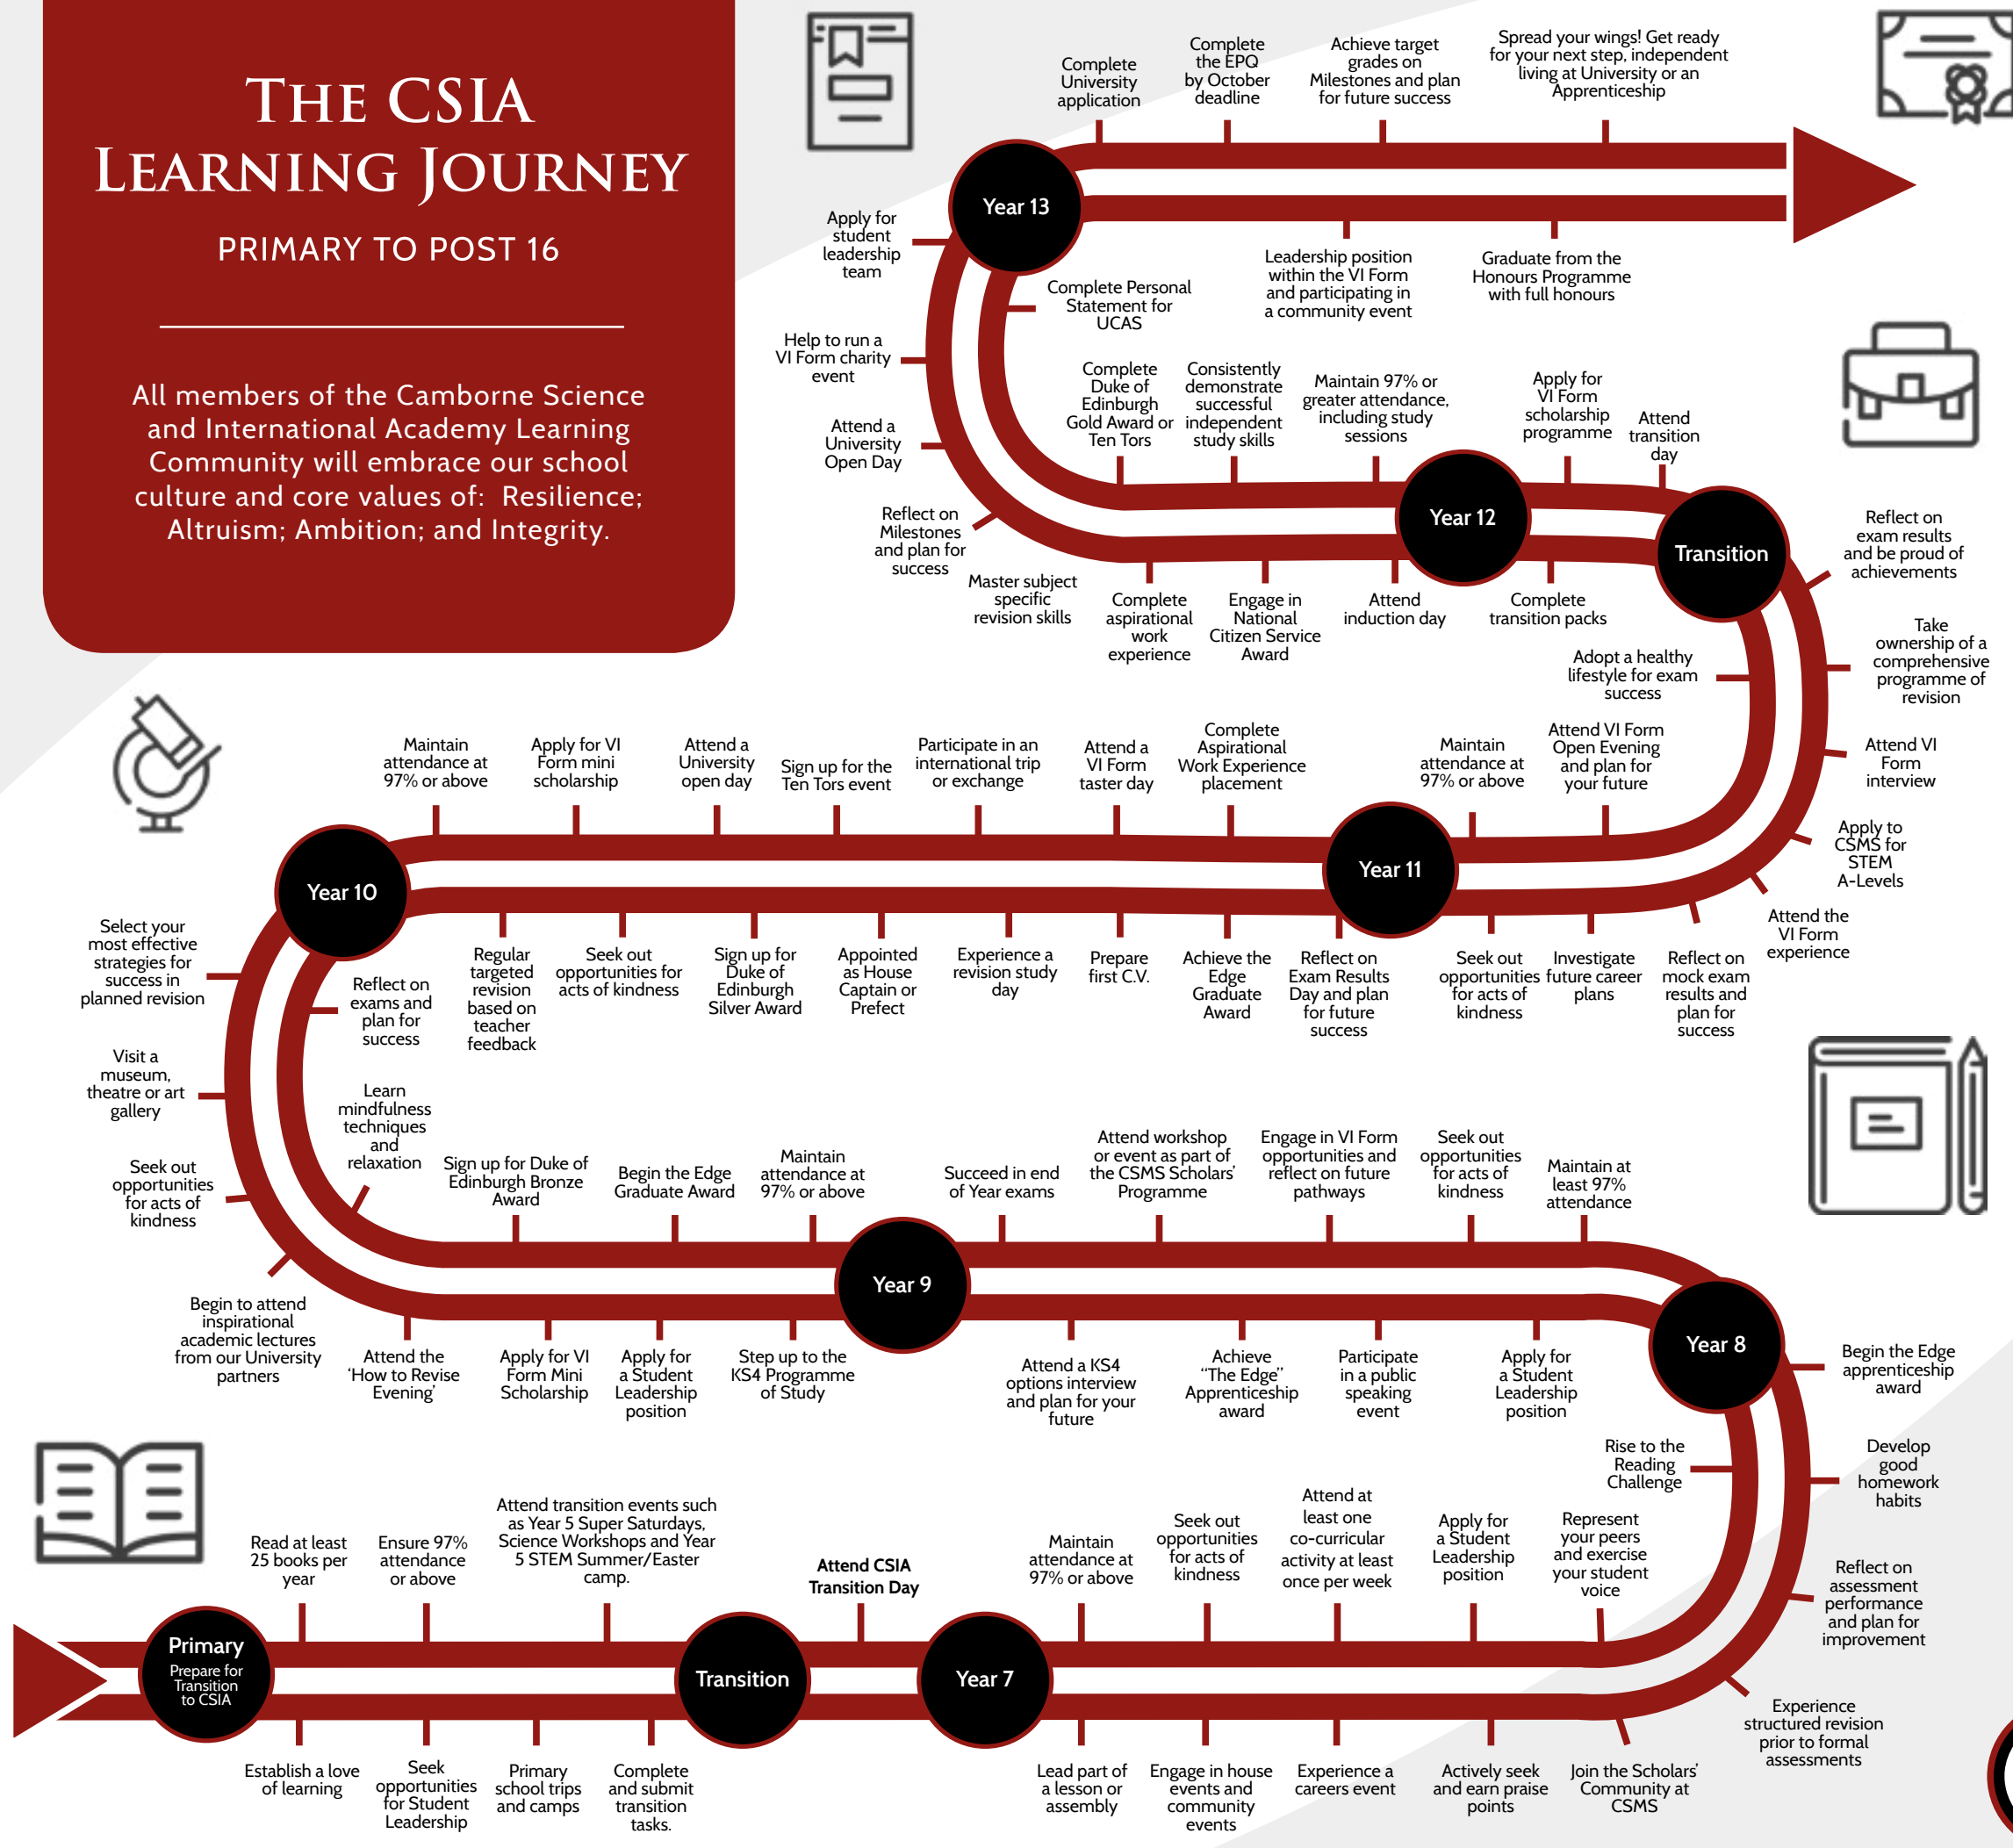 THE CSIA
LEARNING JOURNEY
PRIMARY TO POST 16
All members of the Camborne Science
and International Academy Learning
Community will embrace our school
culture and core values of:  Resilience;
Altruism; Ambition; and Integrity.
Complete
University
application
Complete
the EPQ
by October
deadline
Achieve target
grades on
Milestones and plan
for future success
Spread your wings! Get ready
for your next step, independent
living at University or an
Apprenticeship
Year 13
Leadership position
within the VI Form
and participating in
a community event
Graduate from the
Honours Programme
with full honours
Apply for
student
leadership
team
Complete Personal
Statement for
UCAS
Help to run a
VI Form charity
event
Attend a
University
Open Day
Reflect on
Milestones
and plan for
success
Master subject
specific
revision skills
Complete
Duke of
Edinburgh
Gold Award or
Ten Tors
Consistently
demonstrate
successful
independent
study skills
Maintain 97% or
greater attendance,
including study
sessions
Apply for
VI Form
scholarship
programme
Attend
transition
day
Year 12
Transition
Complete
aspirational
work
experience
Engage in
National
Citizen Service
Award
Attend
induction day
Complete
transition packs
Reflect on
exam results
and be proud of
achievements
Take
ownership of a
comprehensive
programme of
revision
Adopt a healthy
lifestyle for exam
success
Attend VI
Form
interview
Apply to
CSMS for
STEM
A-Levels
Attend the
VI Form
experience
Maintain
attendance at
97% or above
Apply for VI
Form mini
scholarship
Attend a
University
open day
Sign up for the
Ten Tors event
Participate in an
international trip
or exchange
Attend a
VI Form
taster day
Complete
Aspirational
Work Experience
placement
Maintain
attendance at
97% or above
Attend VI Form
Open Evening
and plan for
your future
Year 10
Year 11
Regular
targeted
revision
based on
teacher
feedback
Seek out
opportunities for
acts of kindness
Sign up for
Duke of
Edinburgh
Silver Award
Appointed
as House
Captain or
Prefect
Experience a
revision study
day
Prepare
first C.V.
Achieve the
Edge
Graduate
Award
Reflect on
Exam Results
Day and plan
for future
success
Seek out
opportunities
for acts of
kindness
Investigate
future career
plans
Reflect on
mock exam
results and
plan for
success
Select your
most effective
strategies for
success in
planned revision
Reflect on
exams and
plan for
success
Visit a
museum,
theatre or art
gallery
Learn
mindfulness
techniques
and
relaxation
Seek out
opportunities
for acts of
kindness
Begin to attend
inspirational
academic lectures
from our University
partners
Sign up for Duke of
Edinburgh Bronze
Award
Begin the Edge
Graduate Award
Maintain
attendance at
97% or above
Succeed in end
of Year exams
Attend workshop
or event as part of
the CSMS Scholars'
Programme
Engage in VI Form
opportunities and
reflect on future
pathways
Seek out
opportunities
for acts of
kindness
Maintain at
least 97%
attendance
Year 9
Year 8
Attend the
‘How to Revise
Evening’
Apply for VI
Form Mini
Scholarship
Apply for
a Student
Leadership
position
Step up to the
KS4 Programme
of Study
Attend a KS4
options interview
and plan for your
future
Achieve
“The Edge”
Apprenticeship
award
Participate
in a public
speaking
event
Apply for
a Student
Leadership
position
Begin the Edge
apprenticeship
award
Rise to the
Reading
Challenge
Develop
good
homework
habits
Reflect on
assessment
performance
and plan for
improvement
Experience
structured revision
prior to formal
assessments
Read at least
25 books per
year
Ensure 97%
attendance
or above
Attend transition events such
as Year 5 Super Saturdays,
Science Workshops and Year
5 STEM Summer/Easter
camp.
Attend CSIA
Transition Day
Maintain
attendance at
97% or above
Seek out
opportunities
for acts of
kindness
Attend at
least one
co-curricular
activity at least
once per week
Apply for
a Student
Leadership
position
Represent
your peers
and exercise
your student
voice
Primary
Prepare for
Transition
to CSIA
Transition
Year 7
Establish a love
of learning
Seek
opportunities
for Student
Leadership
Primary
school trips
and camps
Complete
and submit
transition
tasks.
Lead part of
a lesson or
assembly
Engage in house
events and
community
events
Experience a
careers event
Actively seek
and earn praise
points
Join the Scholars'
Community at
CSMS